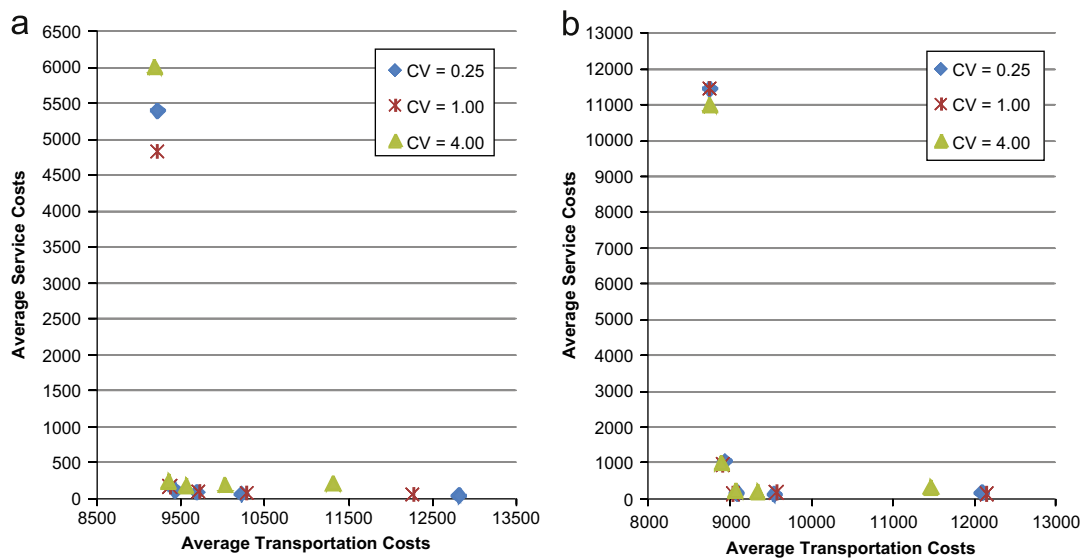 a
6500
6000
5500
5000
4500
4000
3500
3000
2500
2000
1500
1000
500
0
8500 9500 10500 11500 12500 13500
Average Service Costs
Average Transportation Costs
CV = 0.25
CV = 1.00
CV = 4.00
b
13000
12000
11000
10000
9000
8000
7000
6000
5000
4000
3000
2000
1000
0
8000 9000 10000 11000 12000 13000
Average Service Costs
Average Transportation Costs
CV = 0.25
CV = 1.00
CV = 4.00